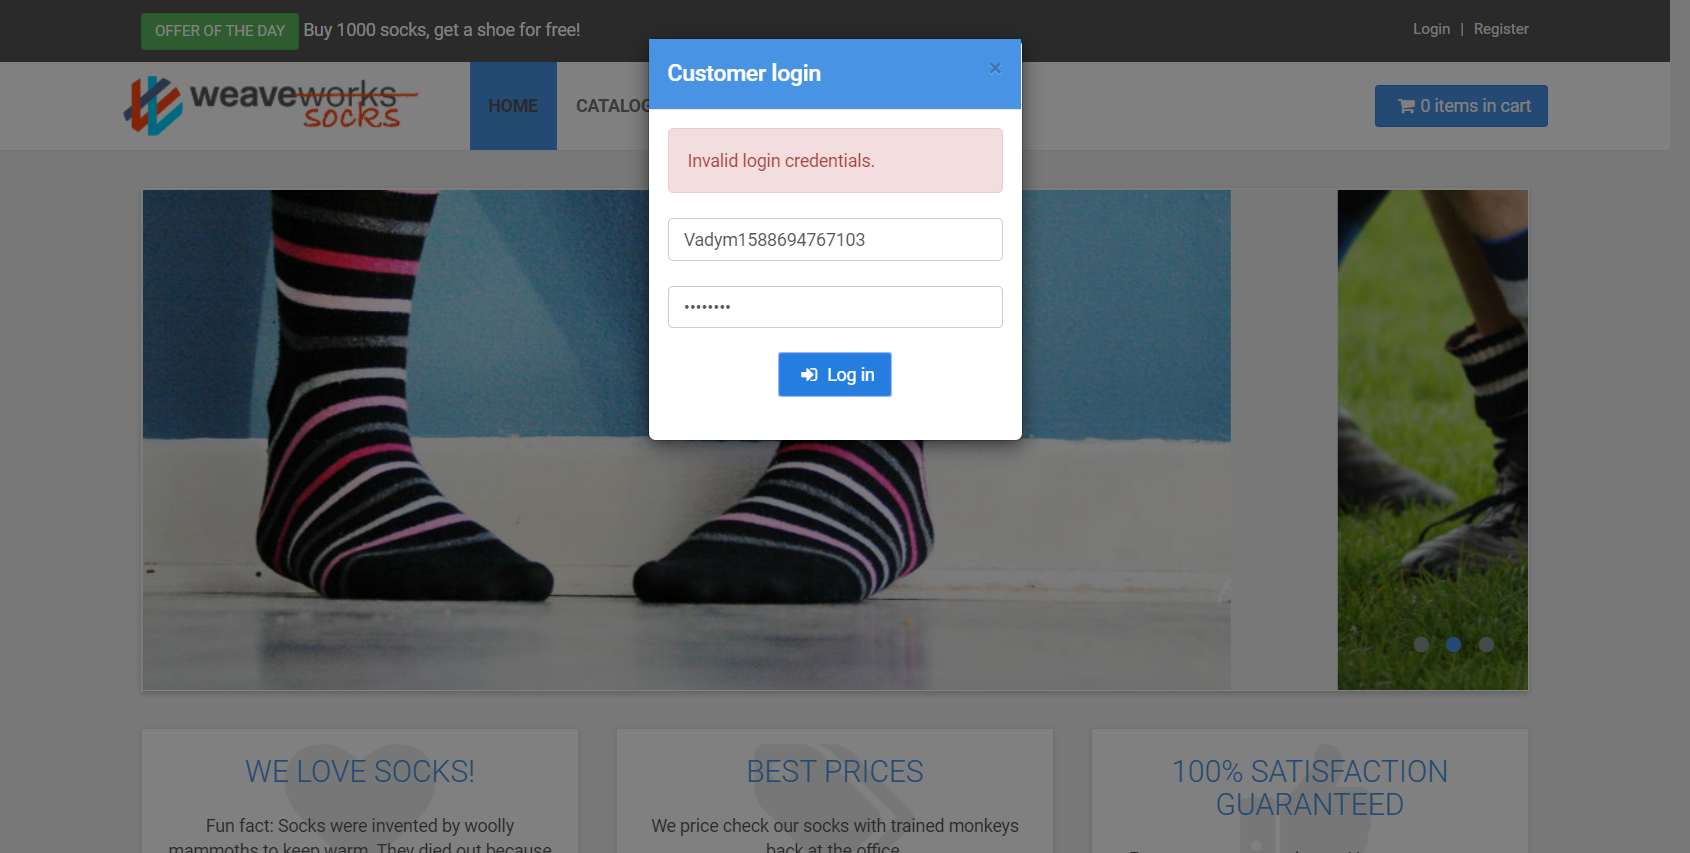 OFFER OF THE DAY Buy 1000 socks, get a shoe for free!
Login | Register
weaveworks
socks
HOME
CATALOG
0 items in cart
Customer login
×
Invalid login credentials.
Vadym1588694767103
••••••••
Log in
WE LOVE SOCKS!
Fun fact: Socks were invented by woolly
mammoths to keep warm. They died out because
BEST PRICES
We price check our socks with trained monkeys
back at the office
100% SATISFACTION
GUARANTEED